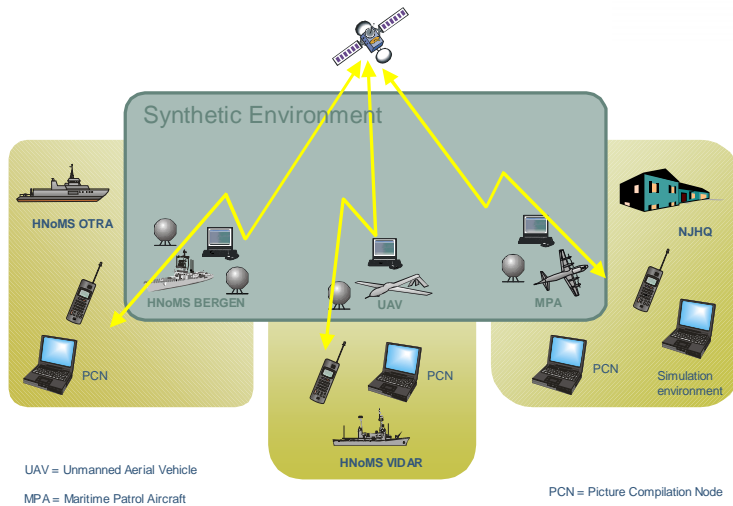 Synthetic Environment
HNoMS OTRA
NJHQ
HNoMS BERGEN
UAV
MPA
PCN
PCN
PCN
Simulation
environment
HNoMS VIDAR
UAV = Unmanned Aerial Vehicle
MPA = Maritime Patrol Aircraft
PCN = Picture Compilation Node